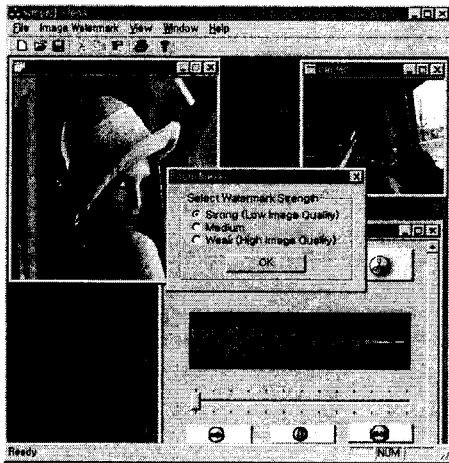 File Image Watermark View Window Help
Select Watermark Strength
Strong (Low Image Quality)
Medium
Weak (High Image Quality)
OK
Ready NUM